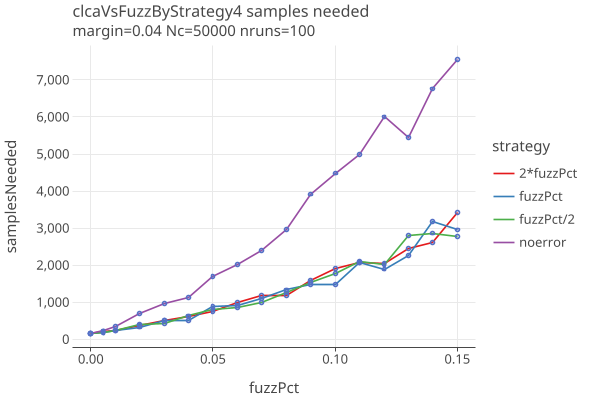 clcaVsFuzzByStrategy4 samples needed
margin=0.04 Nc=50000 nruns=100
samplesNeeded
7,000
6,000
5,000
4,000
3,000
2,000
1,000
0
0.00
0.05
0.10
0.15
fuzzPct
strategy
2*fuzzPct
fuzzPct
fuzzPct/2
noerror